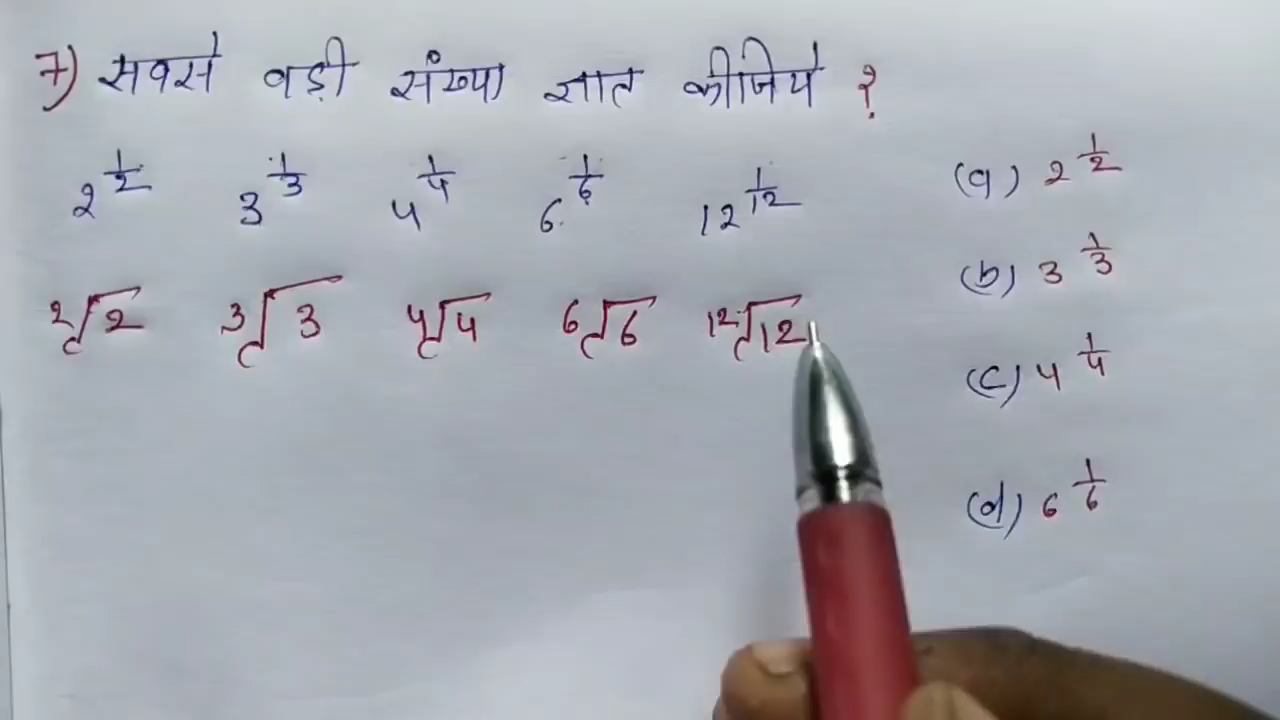 7) सबसे बड़ी संख्या ज्ञात कीजिये ?
2^(1/2) 3^(1/3) 4^(1/4) 6^(1/6) 12^(1/12)
²√2 ³√3 ⁴√4 ⁶√6 ¹²√12
(a) 2^(1/2)
(b) 3^(1/3)
(c) 4^(1/4)
(d) 6^(1/6)